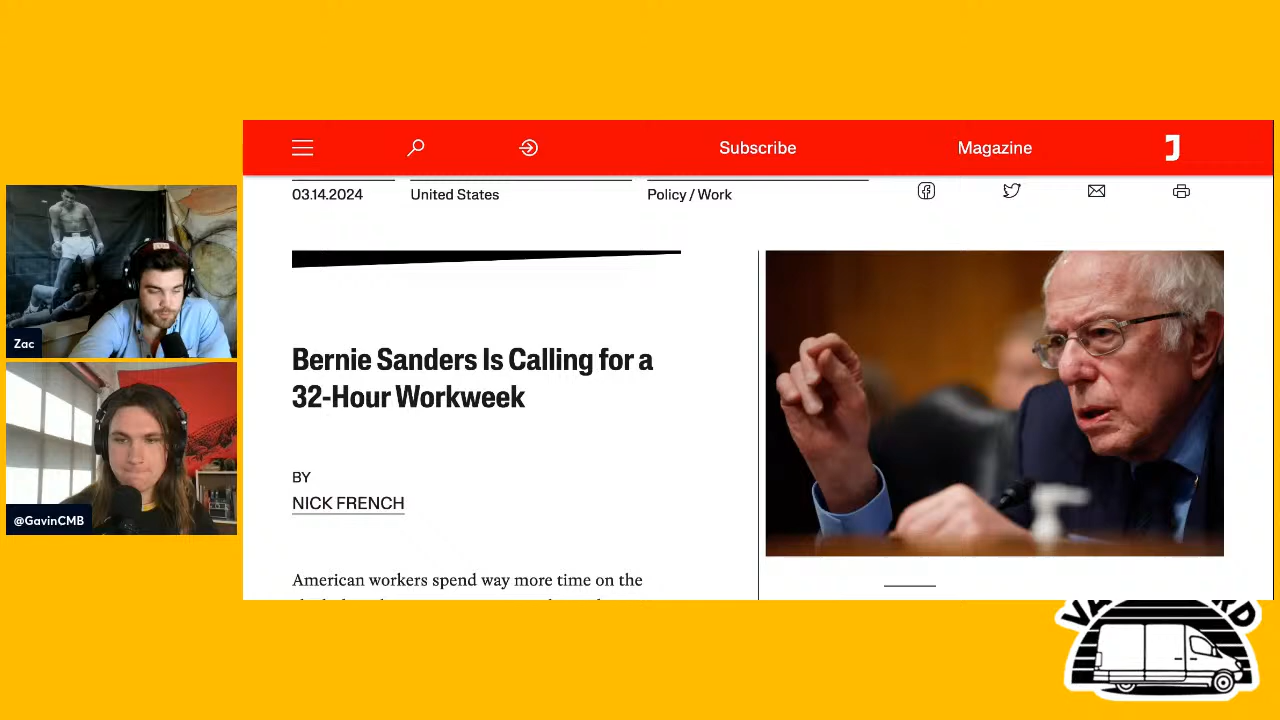 Subscribe
Magazine
03.14.2024
United States
Policy / Work
Zac
@GavinCMB
Bernie Sanders Is Calling for a
32-Hour Workweek
BY
NICK FRENCH
American workers spend way more time on the